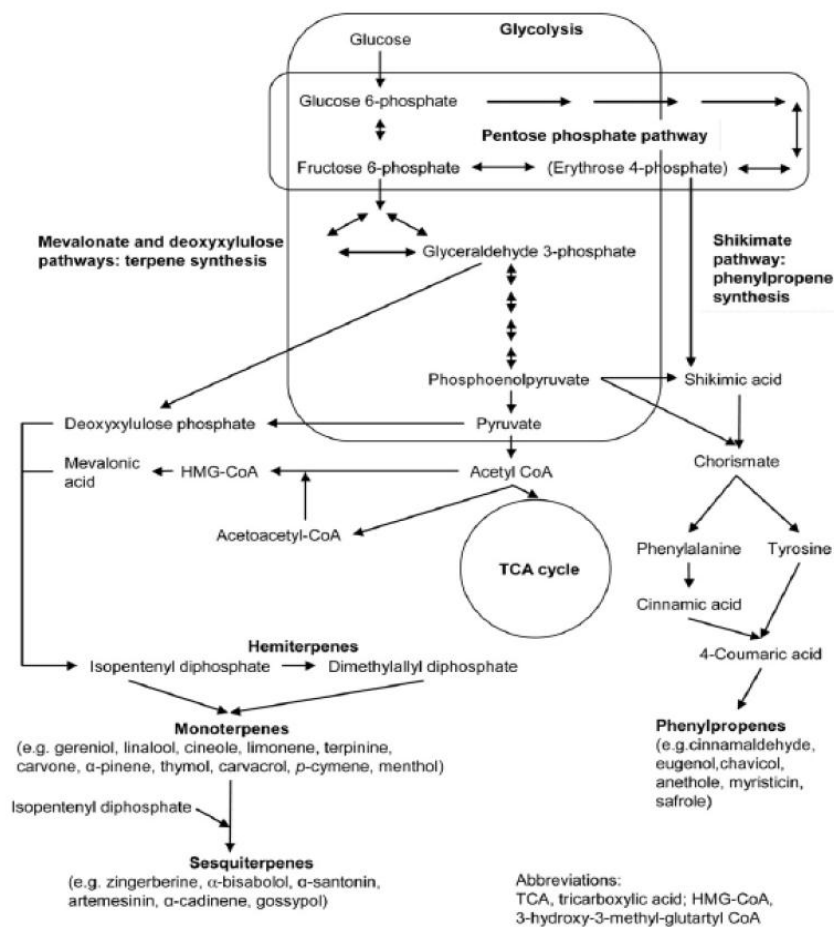 Glycolysis
Glucose
Glucose 6-phosphate
Pentose phosphate pathway
Fructose 6-phosphate
(Erythrose 4-phosphate)
Mevalonate and deoxyxylulose
pathways: terpene synthesis
Glyceraldehyde 3-phosphate
Shikimate
pathway:
phenylpropene
synthesis
Phosphoenolpyruvate
Shikimic acid
Deoxyxylulose phosphate
Pyruvate
Mevalonic
acid
HMG-CoA
Acetyl CoA
Chorismate
Acetoacetyl-CoA
TCA cycle
Phenylalanine
Tyrosine
Cinnamic acid
Hemiterpenes
Isopentenyl diphosphate
Dimethylallyl diphosphate
4-Coumaric acid
Monoterpenes
(e.g. gereniol, linalool, cineole, limonene, terpinine,
carvone, α-pinene, thymol, carvacrol, p-cymene, menthol)
Phenylpropenes
(e.g.cinnamaldehyde,
eugenol,chavicol,
anethole, myristicin,
safrole)
Isopentenyl diphosphate
Sesquiterpenes
(e.g. zingerberine, α-bisabolol, α-santonin,
artemesinin, α-cadinene, gossypol)
Abbreviations:
TCA, tricarboxylic acid; HMG-CoA,
3-hydroxy-3-methyl-glutartyl CoA